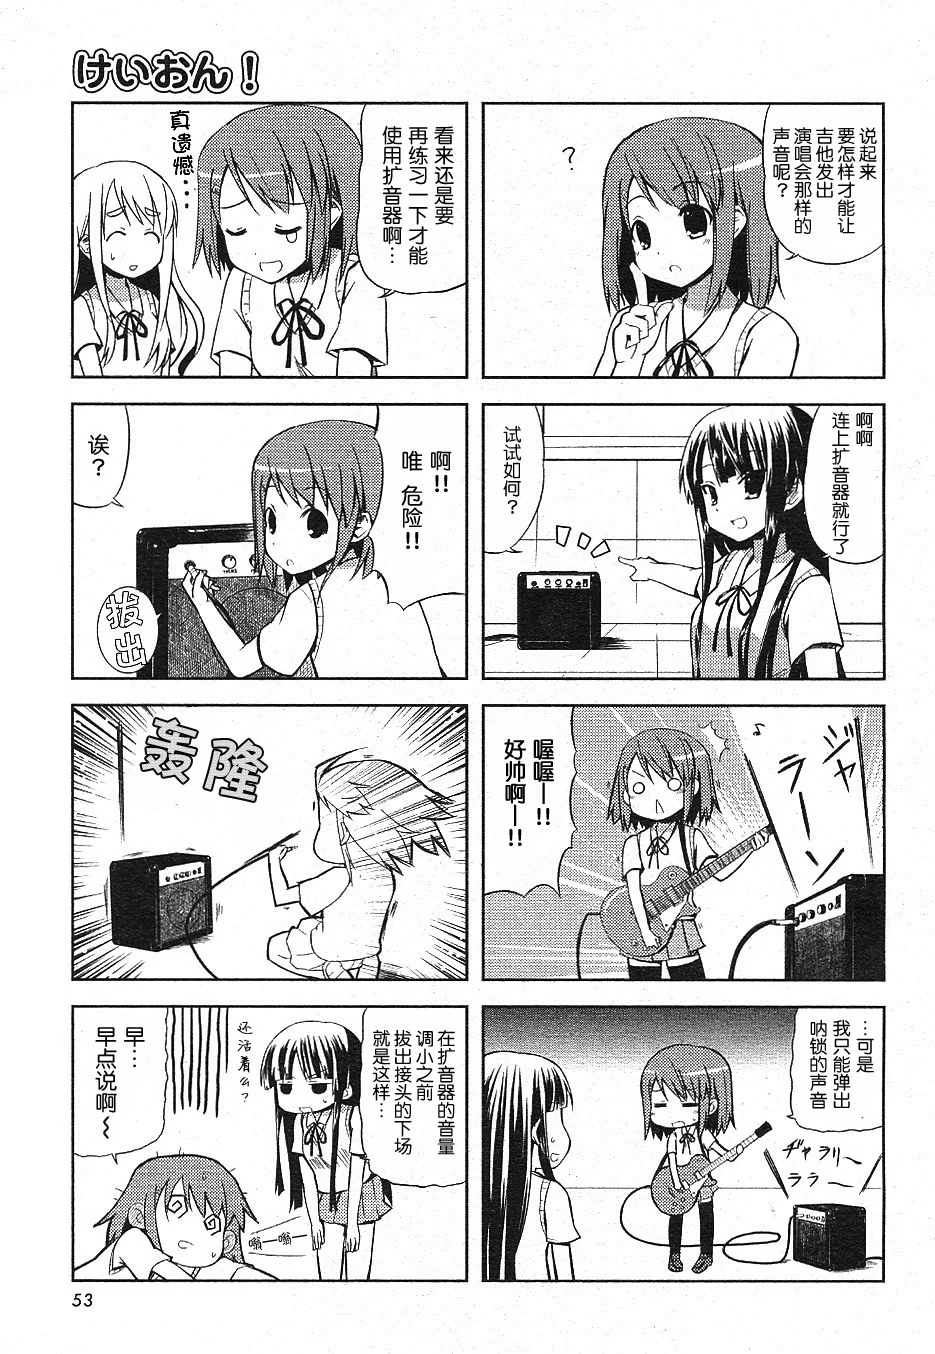 けいおん！
说起来
要怎样才能让
吉他发出
演唱会那样的
声音呢？
？
啊啊
连上扩音器就行了
试试如何？
ジャ
ラーン
喔喔ー!!
好帅啊ー!!
…可是
我只能弹出
呐锁的声音
ヂャラリ〜
ララ〜
看来还是要
再练习一下才能
使用扩音器啊…
真遗憾…
啊!!
唯 危险!!
诶？
拔出
轰隆
在扩音器的音量
调小之前
拔出接头的下场
就是这样…
还活着么？
早…
早点说啊〜
嗡ー嗡ー
53